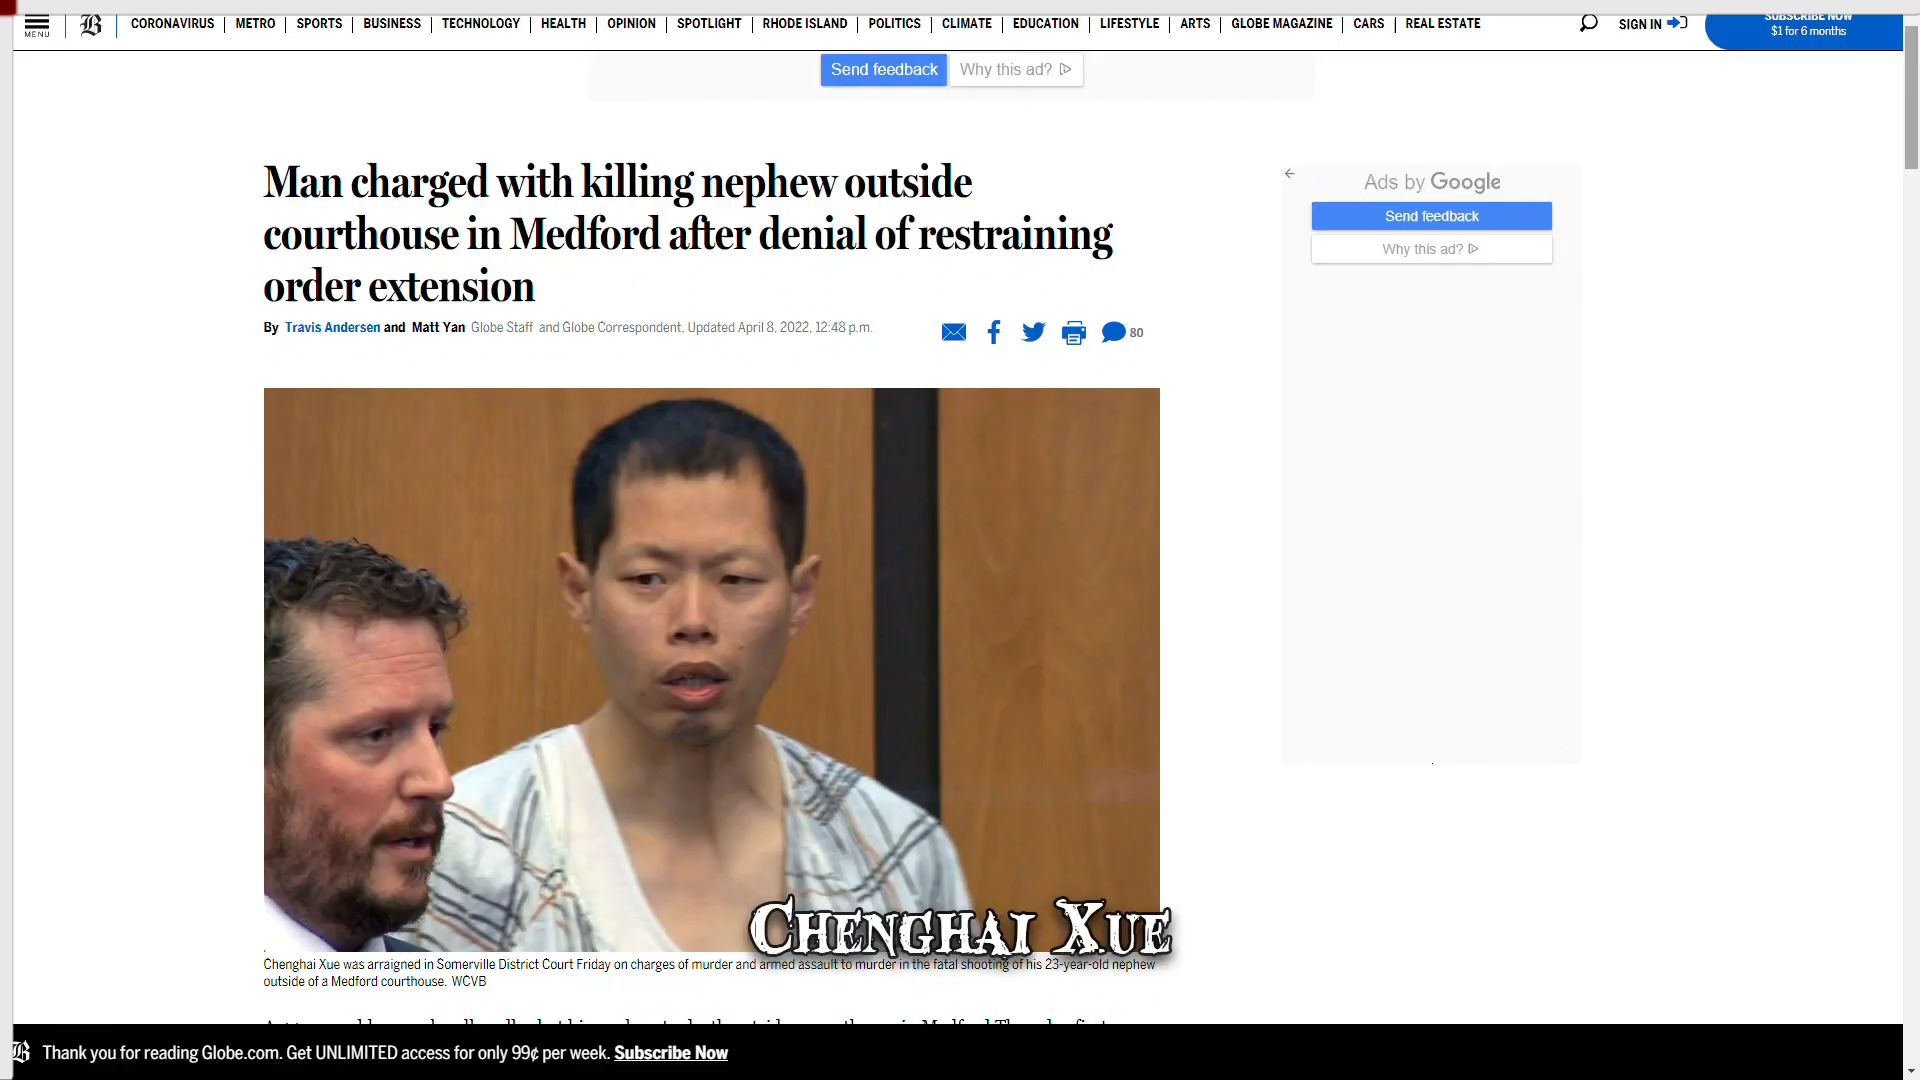 MENU
B
CORONAVIRUS METRO SPORTS BUSINESS TECHNOLOGY HEALTH OPINION SPOTLIGHT RHODE ISLAND POLITICS CLIMATE EDUCATION LIFESTYLE ARTS GLOBE MAGAZINE CARS REAL ESTATE
SIGN IN
SUBSCRIBE NOW
$1 for 6 months
Send feedback Why this ad?
Man charged with killing nephew outside
courthouse in Medford after denial of restraining
order extension
By Travis Andersen and Matt Yan Globe Staff and Globe Correspondent, Updated April 8, 2022, 12:48 p.m.
80
Ads by Google
Send feedback
Why this ad?
Chenghai Xue
Chenghai Xue was arraigned in Somerville District Court Friday on charges of murder and armed assault to murder in the fatal shooting of his 23-year-old nephew
outside of a Medford courthouse. WCVB
B Thank you for reading Globe.com. Get UNLIMITED access for only 99¢ per week. Subscribe Now